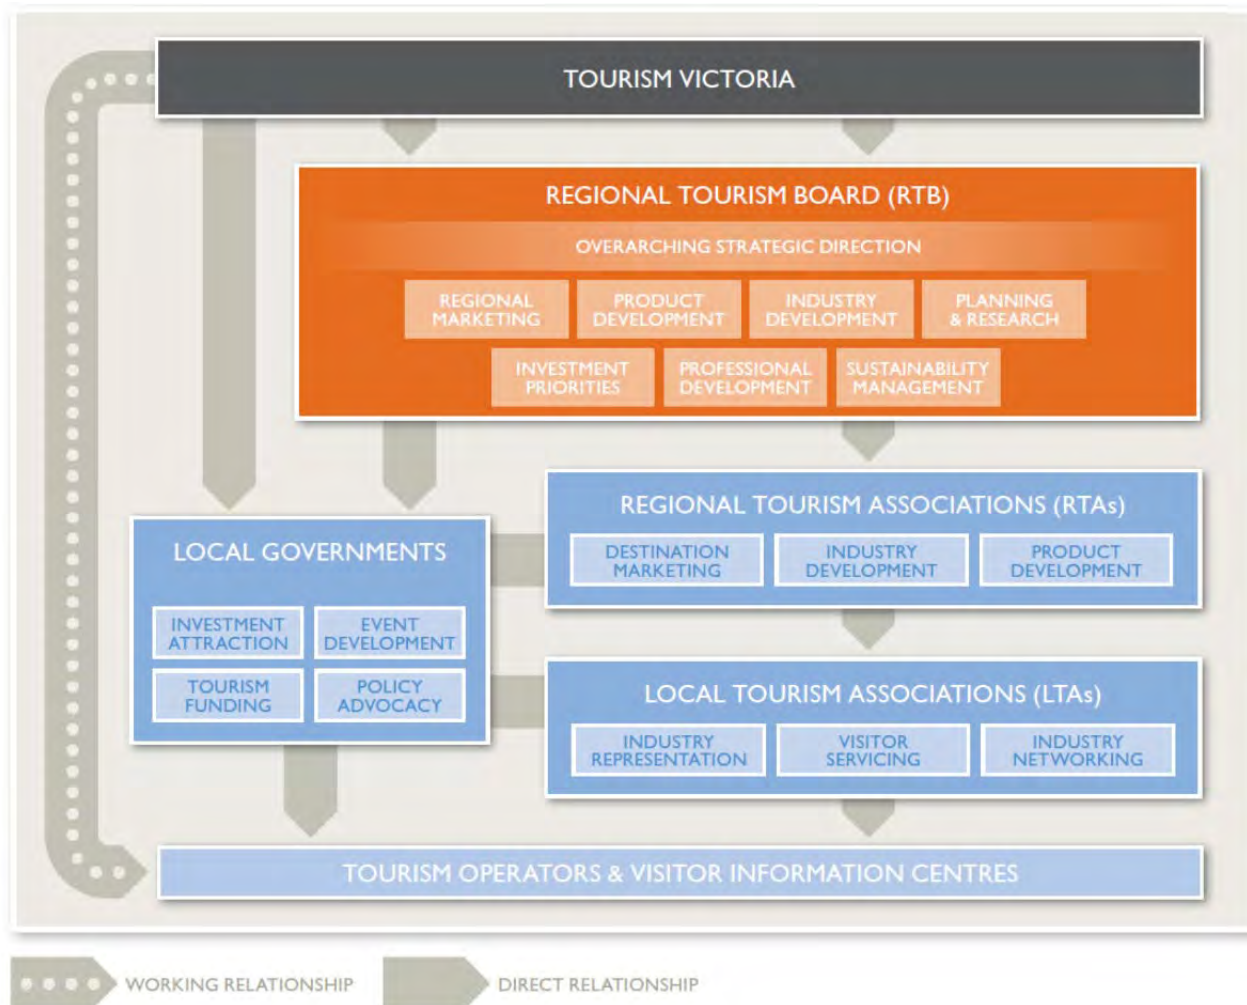 TOURISM VICTORIA
REGIONAL TOURISM BOARD (RTB)
OVERARCHING STRATEGIC DIRECTION
REGIONAL
MARKETING
PRODUCT
DEVELOPMENT
INDUSTRY
DEVELOPMENT
PLANNING
& RESEARCH
INVESTMENT
PRIORITIES
PROFESSIONAL
DEVELOPMENT
SUSTAINABILITY
MANAGEMENT
REGIONAL TOURISM ASSOCIATIONS (RTAs)
DESTINATION
MARKETING
INDUSTRY
DEVELOPMENT
PRODUCT
DEVELOPMENT
LOCAL GOVERNMENTS
INVESTMENT
ATTRACTION
EVENT
DEVELOPMENT
TOURISM
FUNDING
POLICY
ADVOCACY
LOCAL TOURISM ASSOCIATIONS (LTAs)
INDUSTRY
REPRESENTATION
VISITOR
SERVICING
INDUSTRY
NETWORKING
TOURISM OPERATORS & VISITOR INFORMATION CENTRES
WORKING RELATIONSHIP
DIRECT RELATIONSHIP